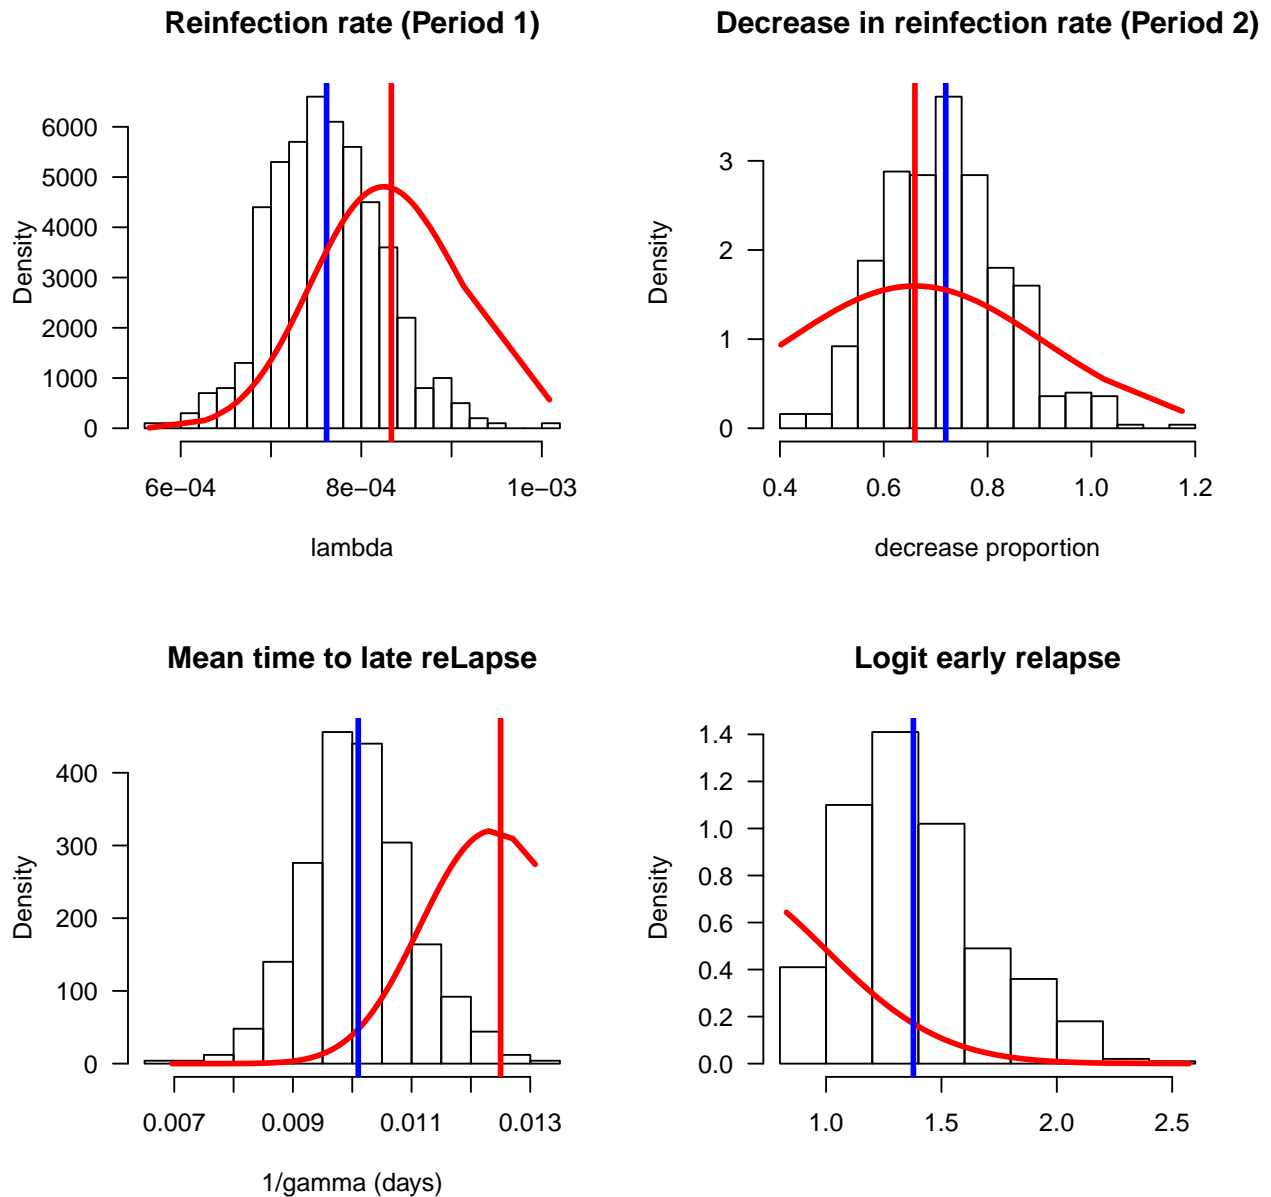 Reinfection rate (Period 1)
Density
0
1000
2000
3000
4000
5000
6000
6e−04
8e−04
1e−03
lambda
Decrease in reinfection rate (Period 2)
Density
0
1
2
3
0.4
0.6
0.8
1.0
1.2
decrease proportion
Mean time to late reLapse
Density
0
100
200
300
400
0.007
0.009
0.011
0.013
1/gamma (days)
Logit early relapse
Density
0.0
0.2
0.4
0.6
0.8
1.0
1.2
1.4
1.0
1.5
2.0
2.5